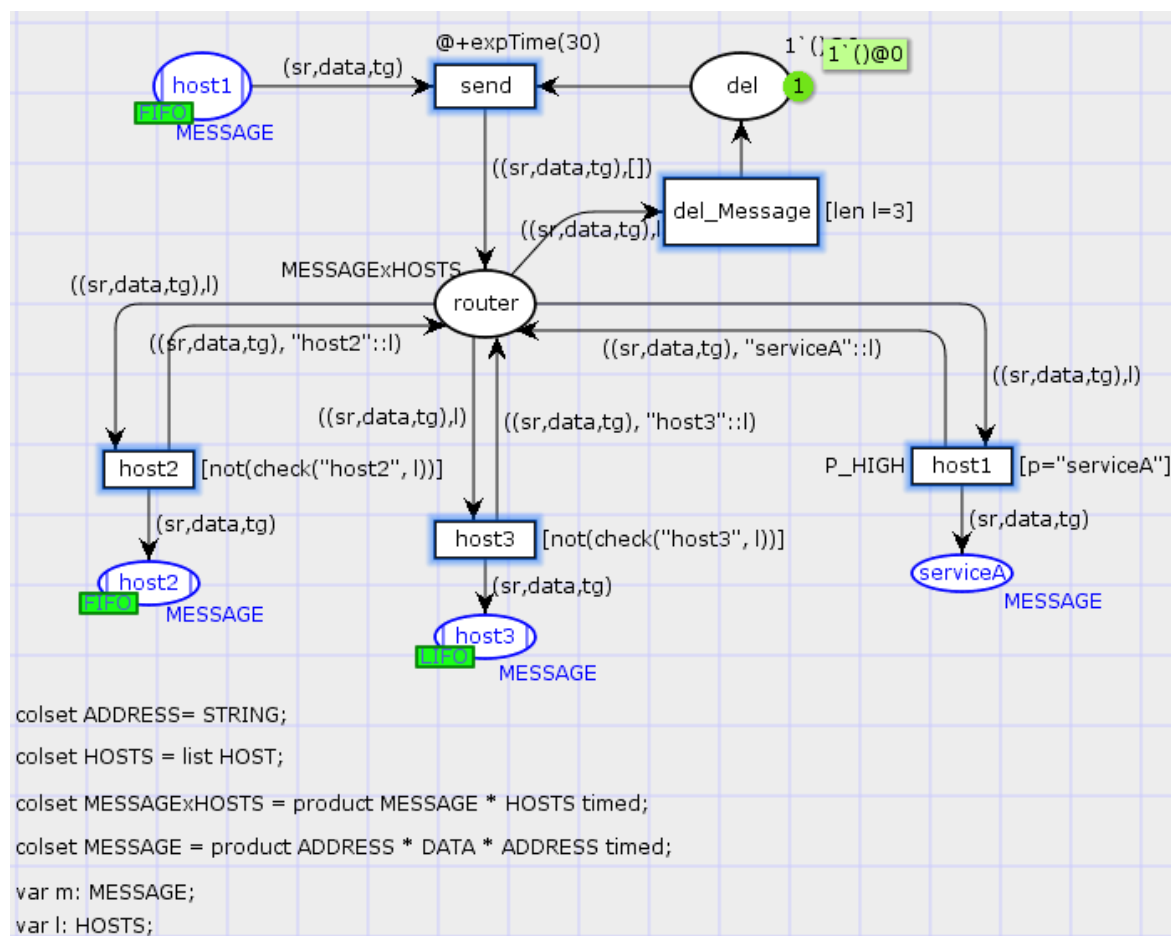 @+expTime(30)
1`()@0
1`()@0
host1
(sr,data,tg)
send
del
1
FIFO
MESSAGE
((sr,data,tg),[])
del_Message
[len l=3]
((sr,data,tg),l
MESSAGExHOSTS
((sr,data,tg),l)
router
((sr,data,tg), "host2"::l)
((sr,data,tg), "serviceA"::l)
((sr,data,tg),l)
((sr,data,tg),l)
((sr,data,tg), "host3"::l)
host2
[not(check("host2", l))]
P_HIGH
host1
[p="serviceA"]
(sr,data,tg)
host3
[not(check("host3", l))]
(sr,data,tg)
host2
serviceA
FIFO
MESSAGE
(sr,data,tg)
MESSAGE
host3
LIFO
MESSAGE
colset ADDRESS= STRING;
colset HOSTS = list HOST;
colset MESSAGExHOSTS = product MESSAGE * HOSTS timed;
colset MESSAGE = product ADDRESS * DATA * ADDRESS timed;
var m: MESSAGE;
var l: HOSTS;